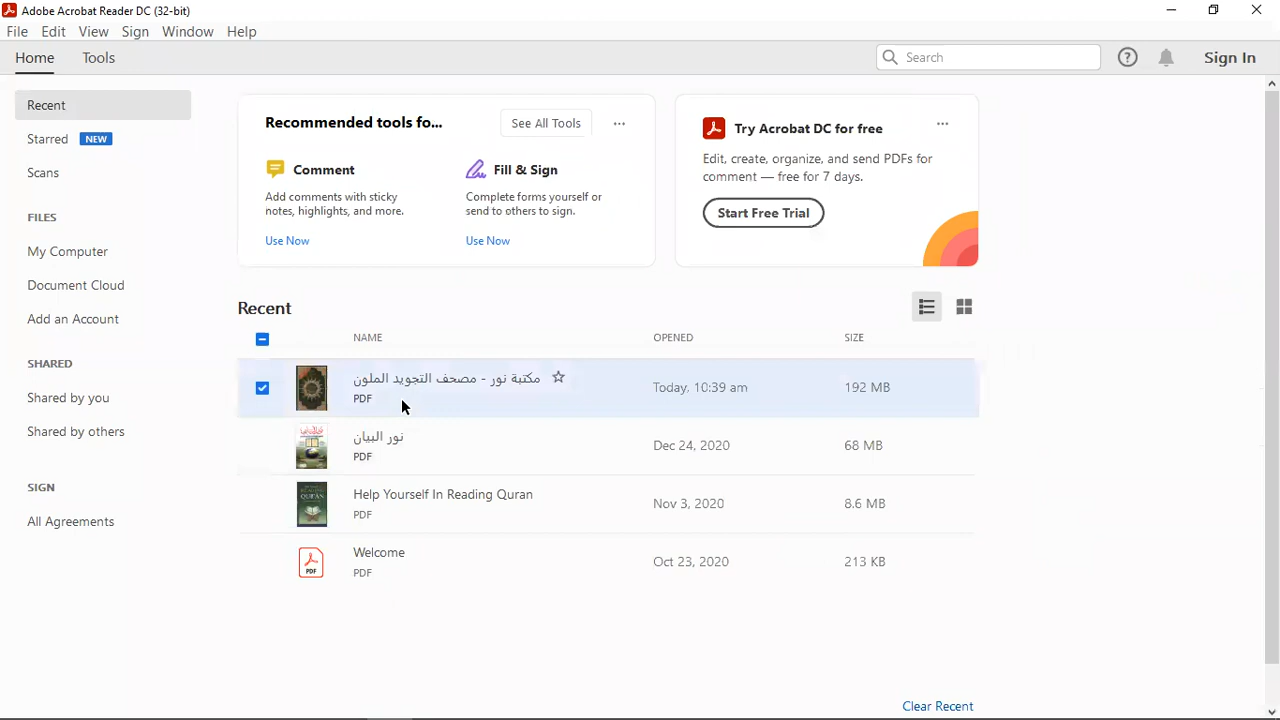 Adobe Acrobat Reader DC (32-bit)
File Edit View Sign Window Help
Home Tools Search Sign In
Recent
Starred NEW
Scans
FILES
My Computer
Document Cloud
Add an Account
SHARED
Shared by you
Shared by others
SIGN
All Agreements
Recommended tools fo... See All Tools
Comment
Add comments with sticky
notes, highlights, and more.
Use Now
Fill & Sign
Complete forms yourself or
send to others to sign.
Use Now
Try Acrobat DC for free
Edit, create, organize, and send PDFs for
comment — free for 7 days.
Start Free Trial
Recent
NAME OPENED SIZE
مكتبة نور - مصحف التجويد الملون Today, 10:39 am 192 MB
PDF
نور البيان Dec 24, 2020 68 MB
PDF
Help Yourself In Reading Quran Nov 3, 2020 8.6 MB
PDF
Welcome Oct 23, 2020 213 KB
PDF
Clear Recent